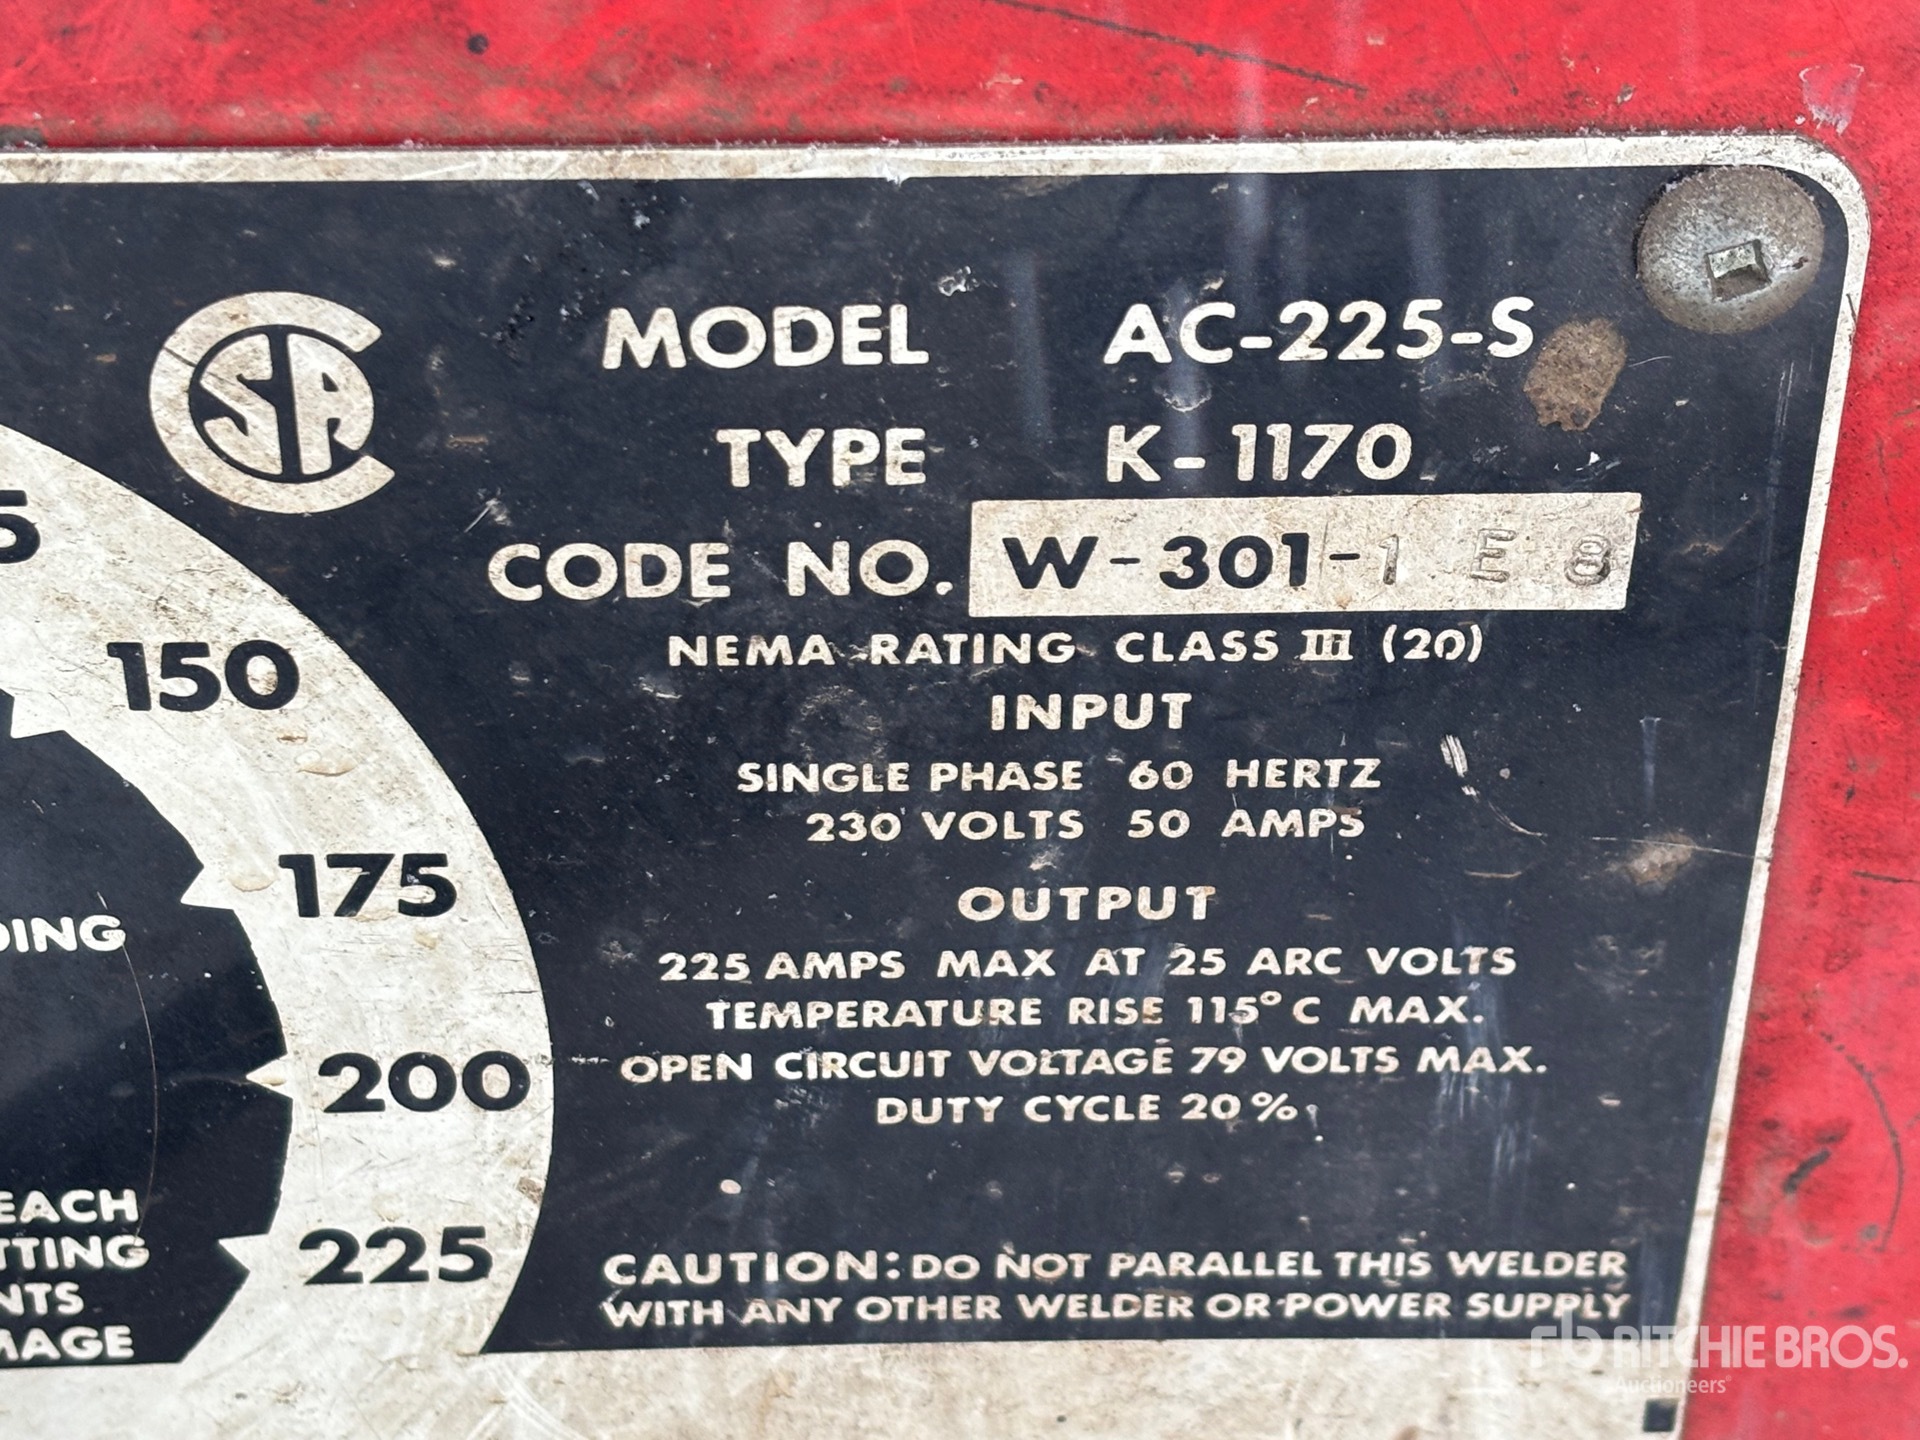 CSA
MODEL AC-225-S
TYPE K-1170
CODE NO. W-301-1 E 8
NEMA RATING CLASS III (20)
INPUT
SINGLE PHASE 60 HERTZ
230 VOLTS 50 AMPS
OUTPUT
225 AMPS MAX AT 25 ARC VOLTS
TEMPERATURE RISE 115°C MAX.
OPEN CIRCUIT VOLTAGE 79 VOLTS MAX.
DUTY CYCLE 20%
CAUTION: DO NOT PARALLEL THIS WELDER
WITH ANY OTHER WELDER OR POWER SUPPLY
5
150
175
200
225
DING
EACH
TTING
NTS
MAGE
rb RITCHIE BROS.
Auctioneers